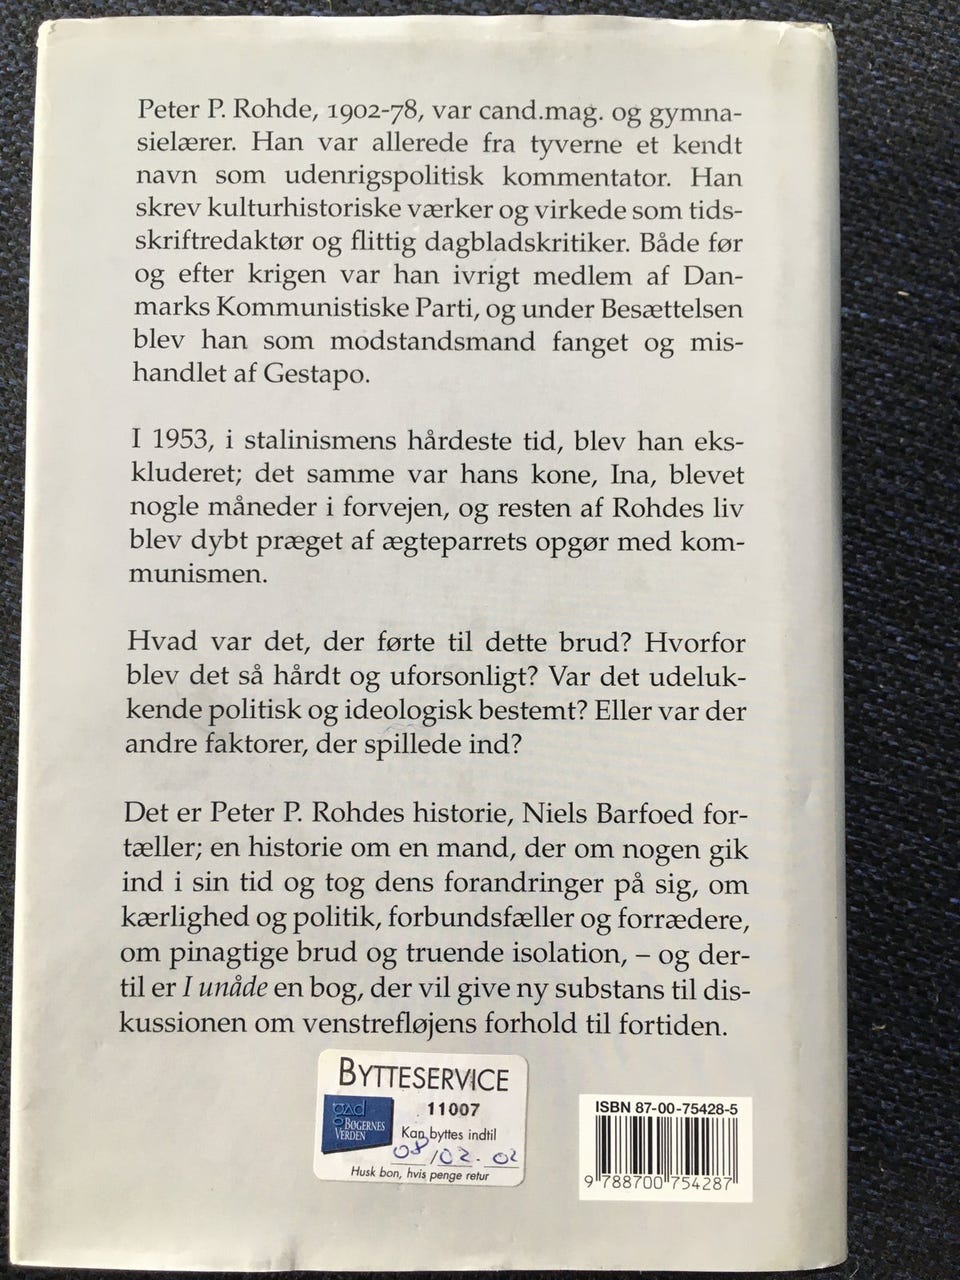 Peter P. Rohde, 1902-78, var cand.mag. og gymna-
sielærer. Han var allerede fra tyverne et kendt
navn som udenrigspolitisk kommentator. Han
skrev kulturhistoriske værker og virkede som tids-
skriftredaktør og flittig dagbladskritiker. Både før
og efter krigen var han ivrigt medlem af Dan-
marks Kommunistiske Parti, og under Besættelsen
blev han som modstandsmand fanget og mis-
handlet af Gestapo.
I 1953, i stalinismens hårdeste tid, blev han eks-
kluderet; det samme var hans kone, Ina, blevet
nogle måneder i forvejen, og resten af Rohdes liv
blev dybt præget af ægteparrets opgør med kom-
munismen.
Hvad var det, der førte til dette brud? Hvorfor
blev det så hårdt og uforsonligt? Var det udeluk-
kende politisk og ideologisk bestemt? Eller var der
andre faktorer, der spillede ind?
Det er Peter P. Rohdes historie, Niels Barfoed for-
tæller; en historie om en mand, der om nogen gik
ind i sin tid og tog dens forandringer på sig, om
kærlighed og politik, forbundsfæller og forrædere,
om pinagtige brud og truende isolation, – og der-
til er I unåde en bog, der vil give ny substans til dis-
kussionen om venstrefløjens forhold til fortiden.
BYTTESERVICE
11007
gad
BØGERNES
VERDEN
Kan byttes indtil
08/02-02
Husk bon, hvis penge retur
ISBN 87-00-75428-5
9 788700 754287